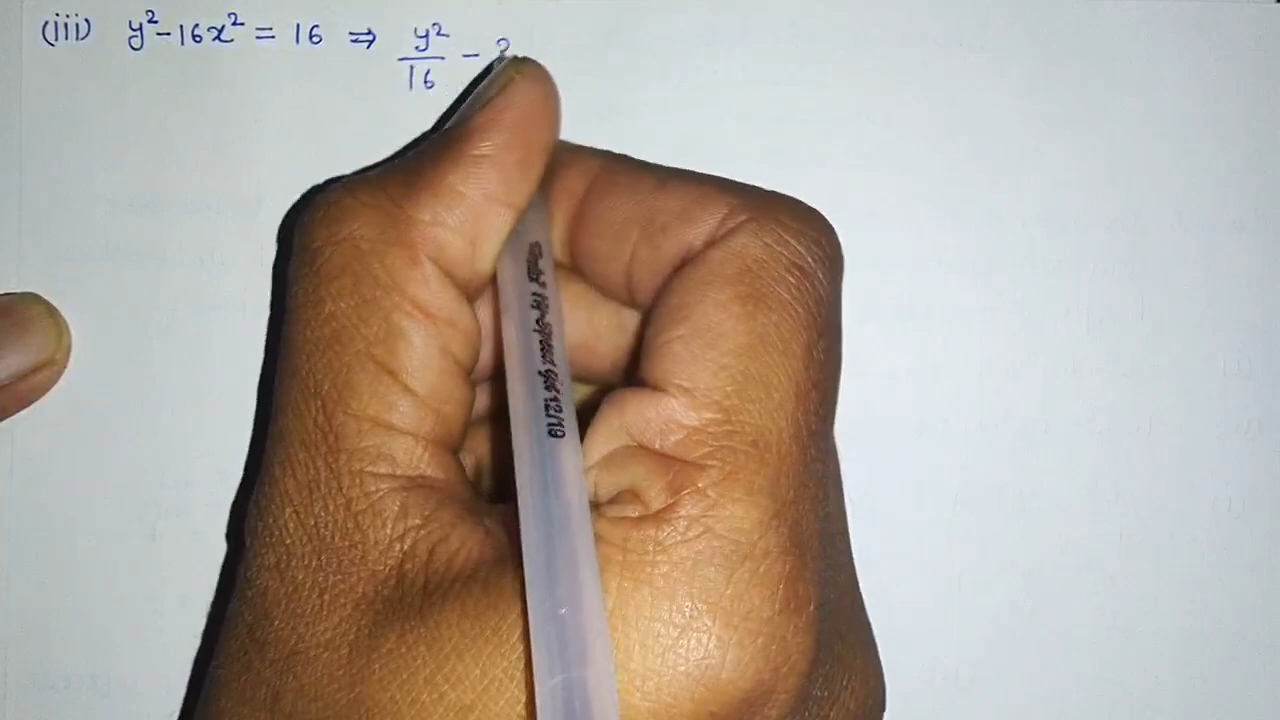 (iii) y² - 16x² = 16 ⇒ y²/16 -